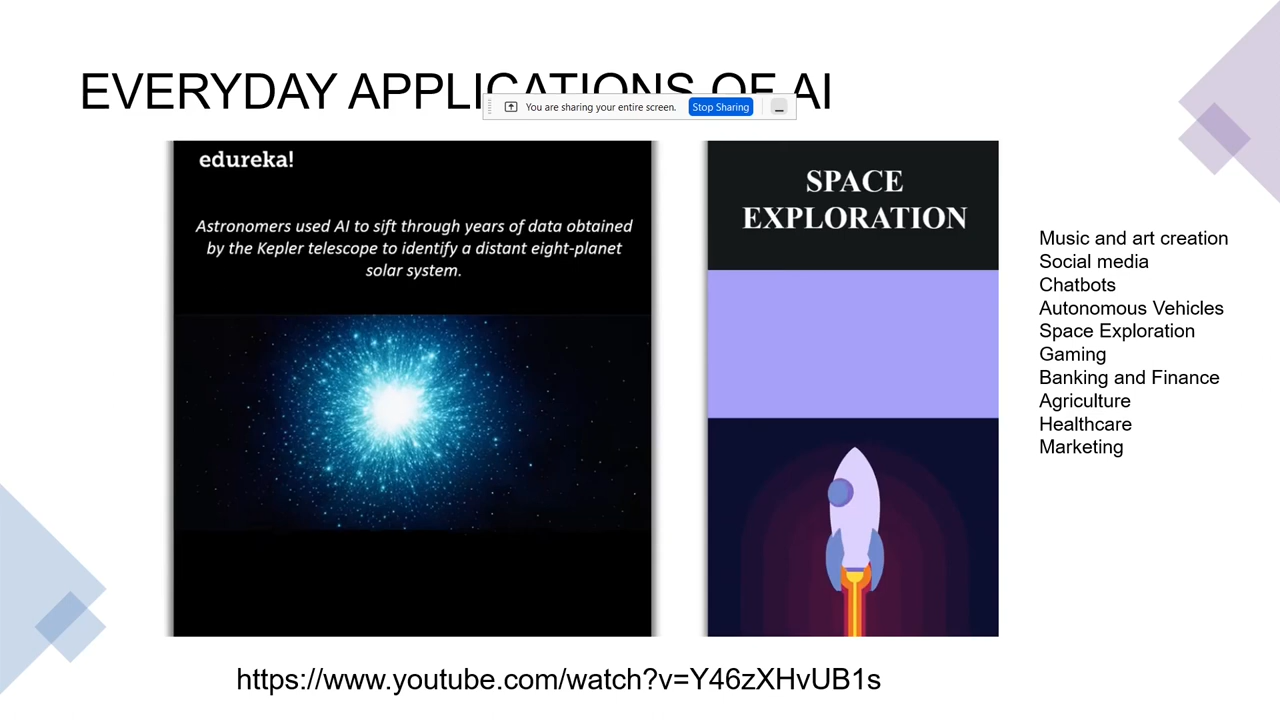 EVERYDAY APPLICATIONS OF AI
You are sharing your entire screen.
Stop Sharing
edureka!
Astronomers used AI to sift through years of data obtained
by the Kepler telescope to identify a distant eight-planet
solar system.
SPACE
EXPLORATION
Music and art creation
Social media
Chatbots
Autonomous Vehicles
Space Exploration
Gaming
Banking and Finance
Agriculture
Healthcare
Marketing
https://www.youtube.com/watch?v=Y46zXHvUB1s